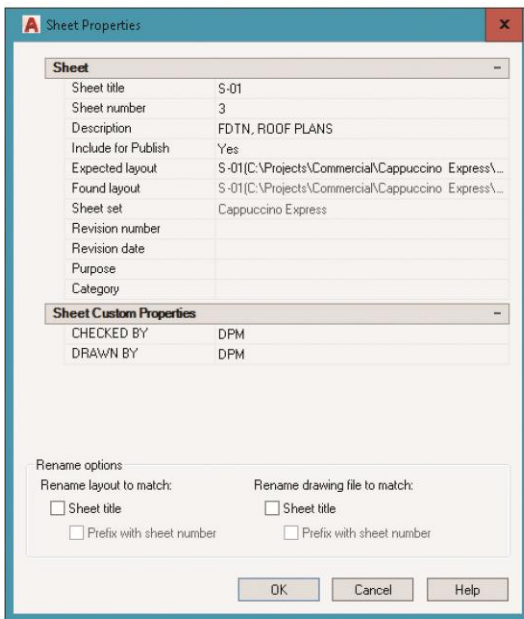 Sheet Properties
Sheet
Sheet title S-01
Sheet number 3
Description FDTN, ROOF PLANS
Include for Publish Yes
Expected layout S-01(C:\Projects\Commercial\Cappuccino Express\...
Found layout S-01(C:\Projects\Commercial\Cappuccino Express\...
Sheet set Cappuccino Express
Revision number
Revision date
Purpose
Category
Sheet Custom Properties
CHECKED BY DPM
DRAWN BY DPM
Rename options
Rename layout to match: Rename drawing file to match:
Sheet title Sheet title
Prefix with sheet number Prefix with sheet number
OK Cancel Help